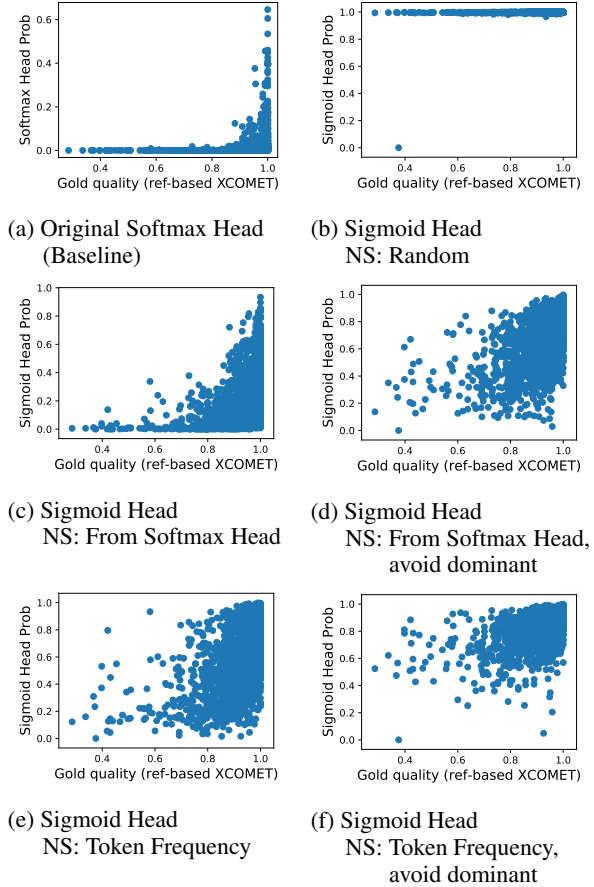 0.6
0.4
0.2
0.0
Softmax Head Prob
0.4 0.6 0.8 1.0
Gold quality (ref-based XCOMET)
(a) Original Softmax Head
(Baseline)
1.0
0.8
0.6
0.4
0.2
0.0
Sigmoid Head Prob
0.4 0.6 0.8 1.0
Gold quality (ref-based XCOMET)
(b) Sigmoid Head
NS: Random
1.0
0.8
0.6
0.4
0.2
0.0
Sigmoid Head Prob
0.4 0.6 0.8 1.0
Gold quality (ref-based XCOMET)
(c) Sigmoid Head
NS: From Softmax Head
1.0
0.8
0.6
0.4
0.2
0.0
Sigmoid Head Prob
0.4 0.6 0.8 1.0
Gold quality (ref-based XCOMET)
(d) Sigmoid Head
NS: From Softmax Head,
avoid dominant
1.0
0.8
0.6
0.4
0.2
0.0
Sigmoid Head Prob
0.4 0.6 0.8 1.0
Gold quality (ref-based XCOMET)
(e) Sigmoid Head
NS: Token Frequency
1.0
0.8
0.6
0.4
0.2
0.0
Sigmoid Head Prob
0.4 0.6 0.8 1.0
Gold quality (ref-based XCOMET)
(f) Sigmoid Head
NS: Token Frequency,
avoid dominant